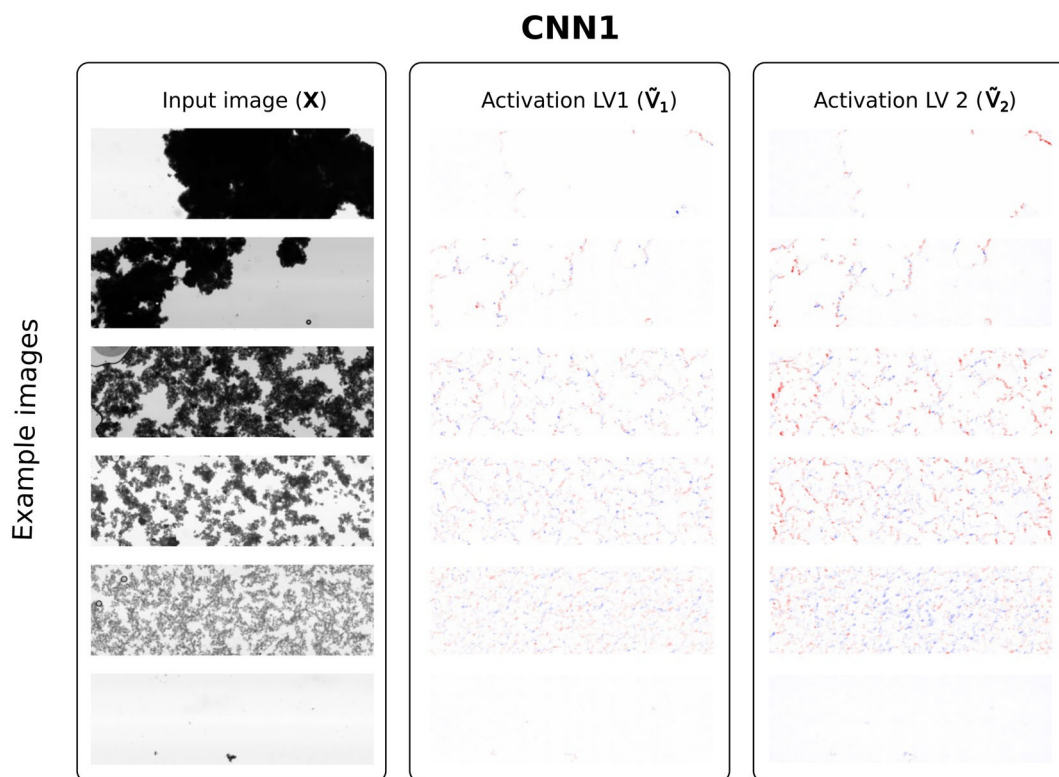 CNN1
Input image (X)
Activation LV1 (Ṽ₁)
Activation LV 2 (Ṽ₂)
Example images